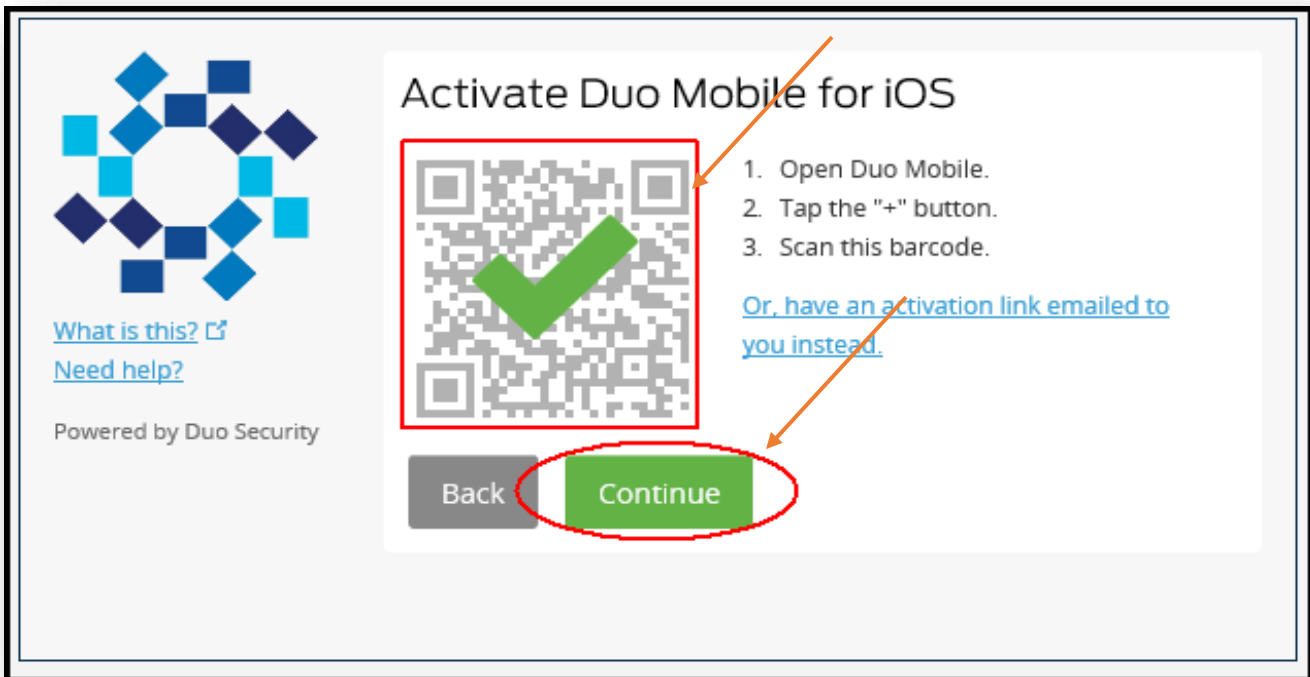 Activate Duo Mobile for iOS
1. Open Duo Mobile.
2. Tap the "+" button.
3. Scan this barcode.
Or, have an activation link emailed to
you instead.
What is this?
Need help?
Powered by Duo Security
Back
Continue